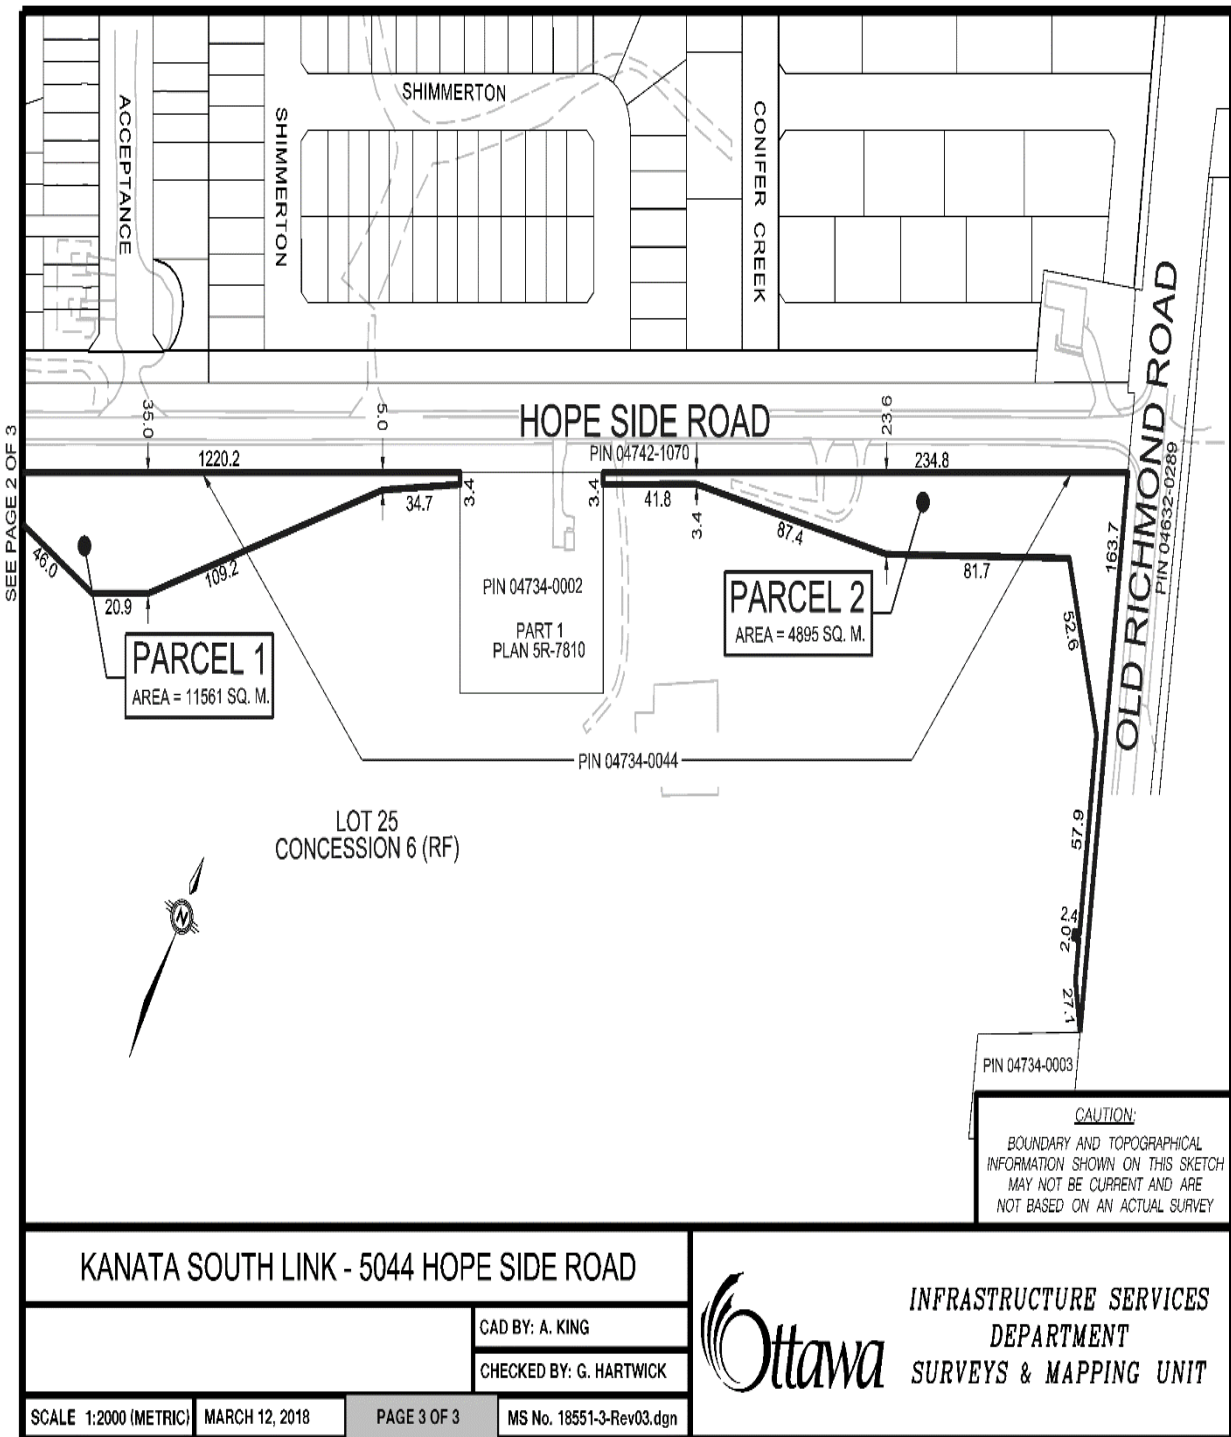 SHIMMERTON
ACCEPTANCE
SHIMMERTON
CONIFER CREEK
OLD RICHMOND ROAD
PIN 04632-0289
HOPE SIDE ROAD
PIN 04742-1070
SEE PAGE 2 OF 3
35.0
5.0
23.6
1220.2
234.8
34.7
3.4
3.4
41.8
3.4
87.4
81.7
163.7
46.0
20.9
109.2
52.6
57.9
2.4
2.0
27.1
PIN 04734-0002
PART 1
PLAN 5R-7810
PARCEL 1
AREA = 11561 SQ. M.
PARCEL 2
AREA = 4895 SQ. M.
PIN 04734-0044
LOT 25
CONCESSION 6 (RF)
N
PIN 04734-0003
CAUTION:
BOUNDARY AND TOPOGRAPHICAL
INFORMATION SHOWN ON THIS SKETCH
MAY NOT BE CURRENT AND ARE
NOT BASED ON AN ACTUAL SURVEY
KANATA SOUTH LINK - 5044 HOPE SIDE ROAD
CAD BY: A. KING
CHECKED BY: G. HARTWICK
SCALE 1:2000 (METRIC)
MARCH 12, 2018
PAGE 3 OF 3
MS No. 18551-3-Rev03.dgn
Ottawa
INFRASTRUCTURE SERVICES
DEPARTMENT
SURVEYS & MAPPING UNIT